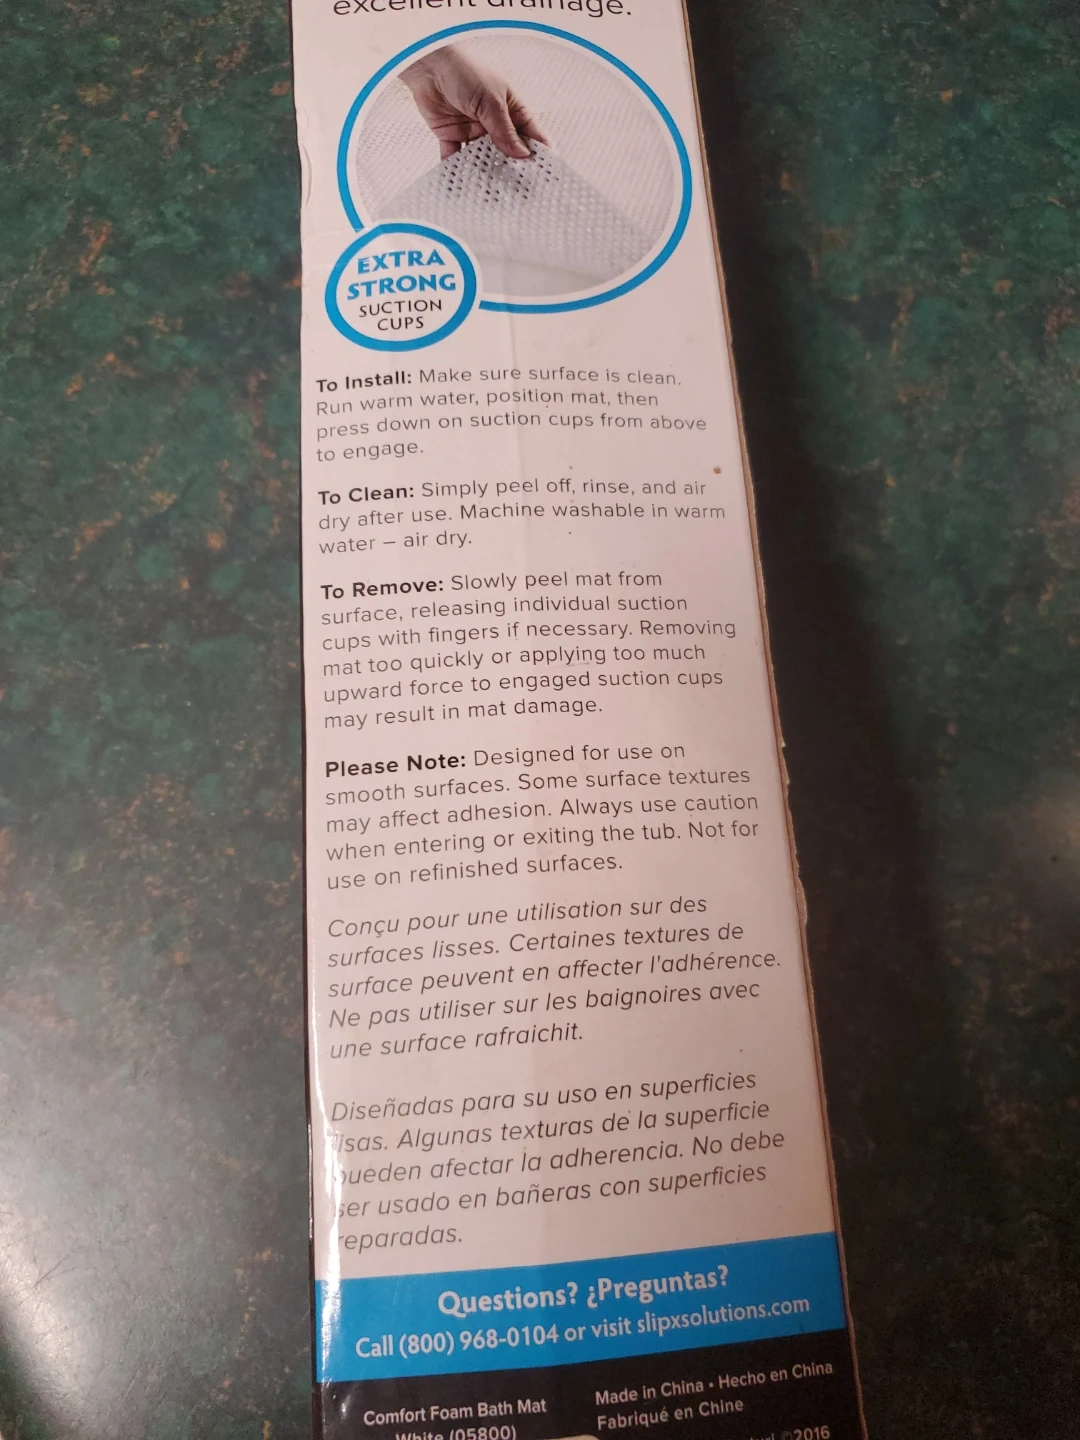 excellent drainage.
EXTRA
STRONG
SUCTION
CUPS
To Install: Make sure surface is clean.
Run warm water, position mat, then
press down on suction cups from above
to engage.
To Clean: Simply peel off, rinse, and air
dry after use. Machine washable in warm
water – air dry.
To Remove: Slowly peel mat from
surface, releasing individual suction
cups with fingers if necessary. Removing
mat too quickly or applying too much
upward force to engaged suction cups
may result in mat damage.
Please Note: Designed for use on
smooth surfaces. Some surface textures
may affect adhesion. Always use caution
when entering or exiting the tub. Not for
use on refinished surfaces.
Conçu pour une utilisation sur des
surfaces lisses. Certaines textures de
surface peuvent en affecter l'adhérence.
Ne pas utiliser sur les baignoires avec
une surface rafraichit.
Diseñadas para su uso en superficies
lisas. Algunas texturas de la superficie
pueden afectar la adherencia. No debe
ser usado en bañeras con superficies
reparadas.
Questions? ¿Preguntas?
Call (800) 968-0104 or visit slipxsolutions.com
Comfort Foam Bath Mat
White (05800)
Made in China • Hecho en China
Fabriqué en Chine
©2016